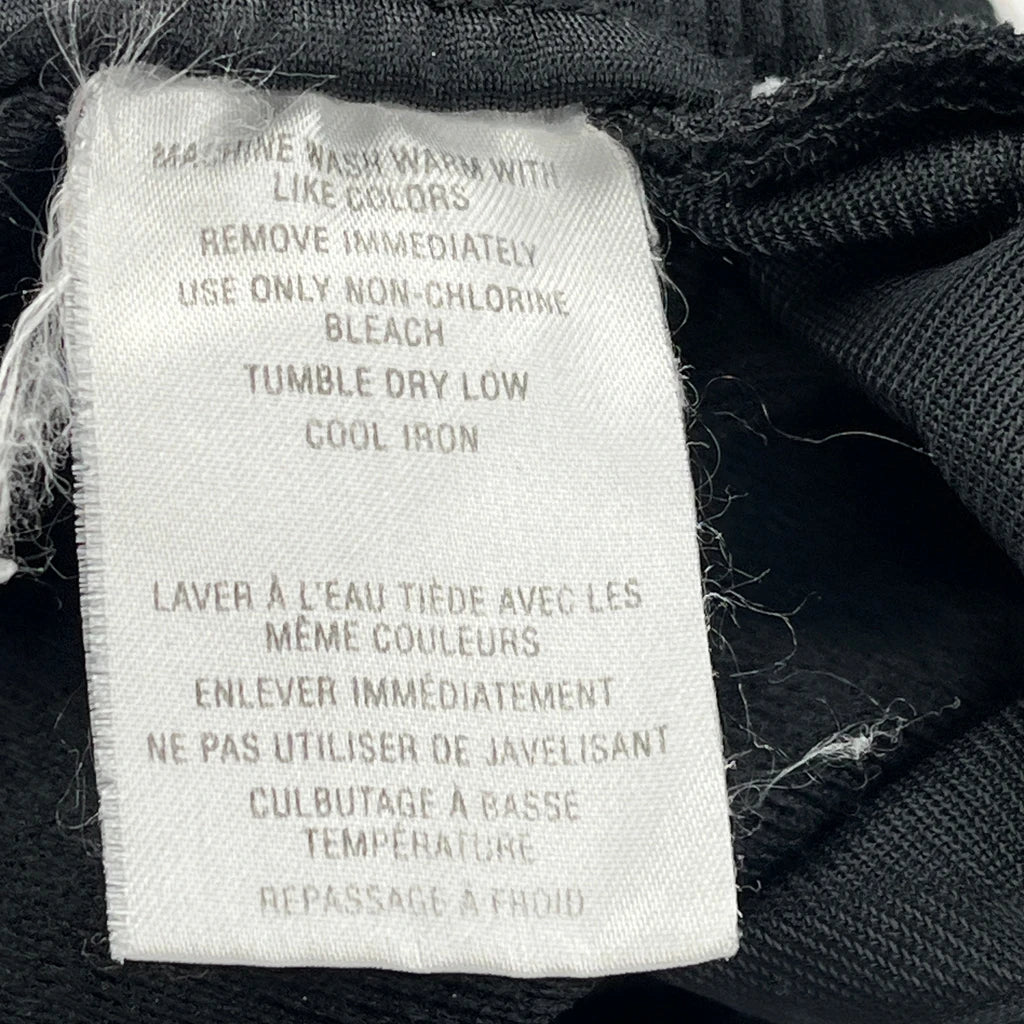 MACHINE WASH WARM WITH
LIKE COLORS
REMOVE IMMEDIATELY
USE ONLY NON-CHLORINE
BLEACH
TUMBLE DRY LOW
COOL IRON
LAVER À L'EAU TIÈDE AVEC LES
MÊME COULEURS
ENLEVER IMMÉDIATEMENT
NE PAS UTILISER DE JAVELISANT
CULBUTAGE À BASSE
TEMPÉRATURE
REPASSAGE À FROID